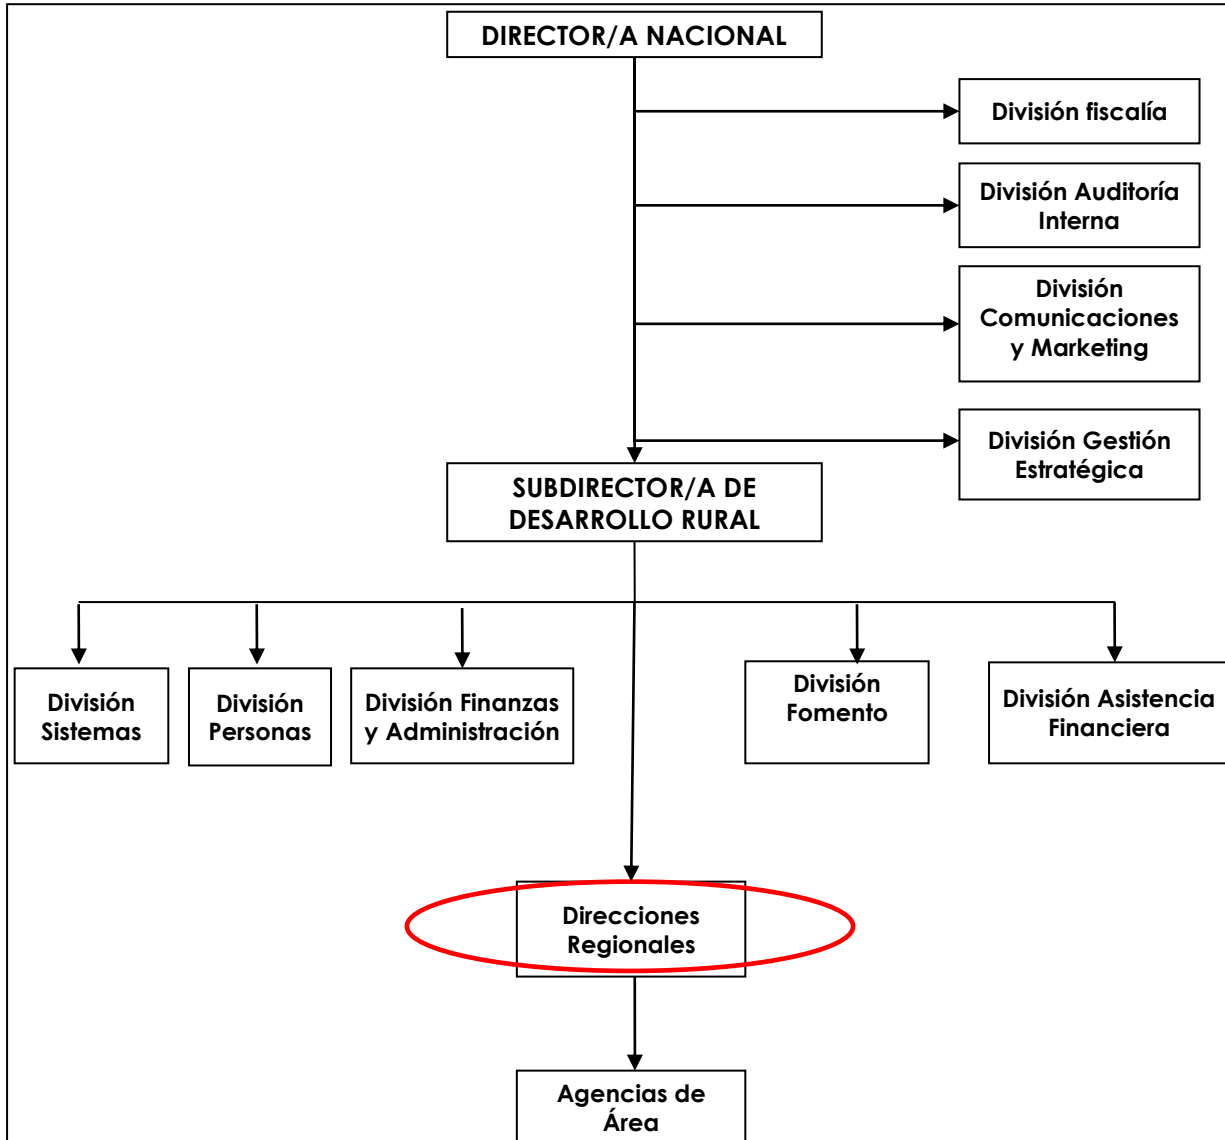 DIRECTOR/A NACIONAL
División fiscalía
División Auditoría
Interna
División
Comunicaciones
y Marketing
División Gestión
Estratégica
SUBDIRECTOR/A DE
DESARROLLO RURAL
División
Sistemas
División
Personas
División Finanzas
y Administración
División
Fomento
División Asistencia
Financiera
Direcciones
Regionales
Agencias de
Área